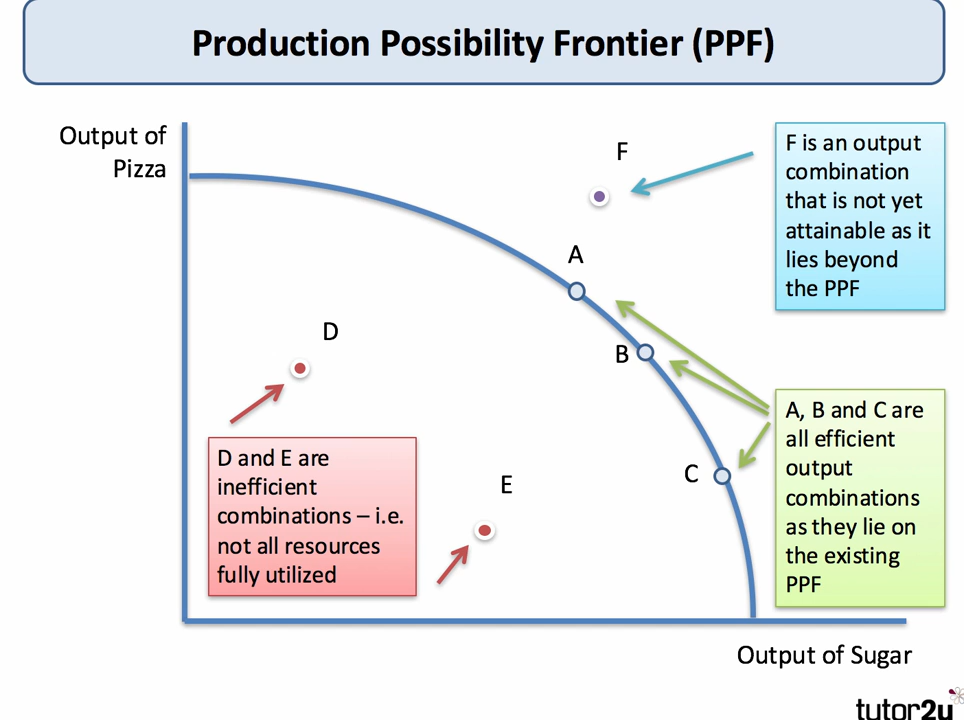 Production Possibility Frontier (PPF)
Output of
Pizza
F
F is an output
combination
that is not yet
attainable as it
lies beyond
the PPF
A
D
B
A, B and C are
all efficient
output
combinations
as they lie on
the existing
PPF
D and E are
inefficient
combinations – i.e.
not all resources
fully utilized
C
E
Output of Sugar
tutor2u